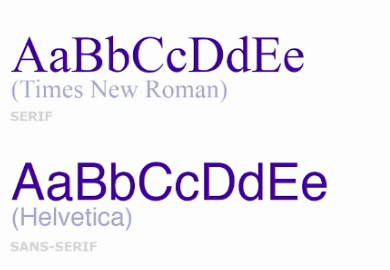 AaBbCcDdEe
(Times New Roman)
SERIF
AaBbCcDdEe
(Helvetica)
SANS-SERIF